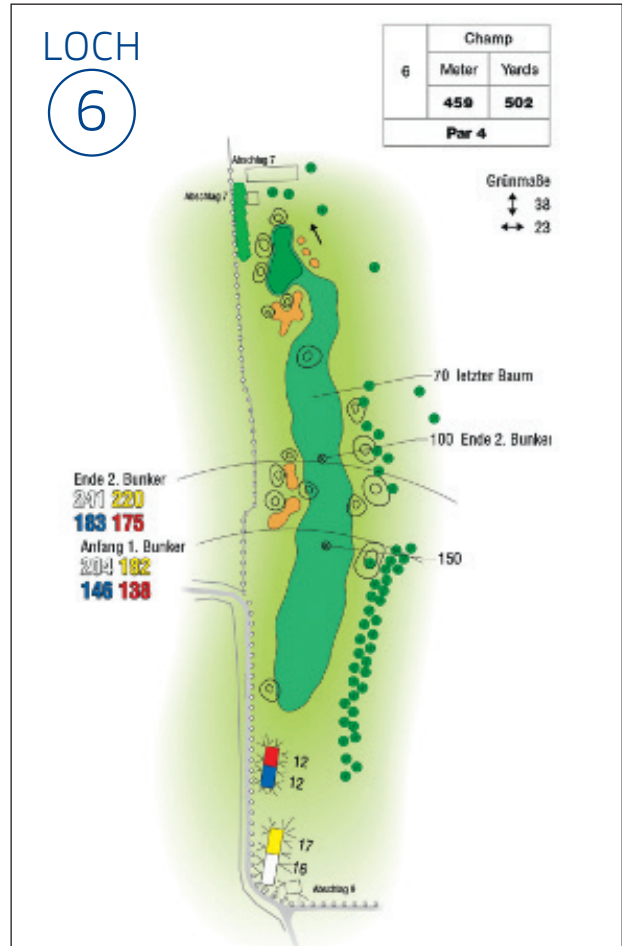 LOCH
6
Champ
6
Meter Yards
459 502
Par 4
Grünmaße
38
23
Abschlag 7
Abschlag 7
70 letzter Baum
100 Ende 2. Bunker
Ende 2. Bunker
241 220
183 175
Anfang 1. Bunker
204 182
146 138
150
12
12
17
16
Abschlag 6